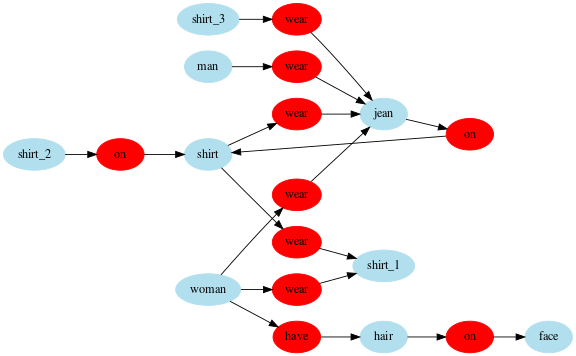 shirt_3 wear
man wear
wear jean
shirt_2 on shirt on
wear
wear
shirt_1
woman wear
have hair on face